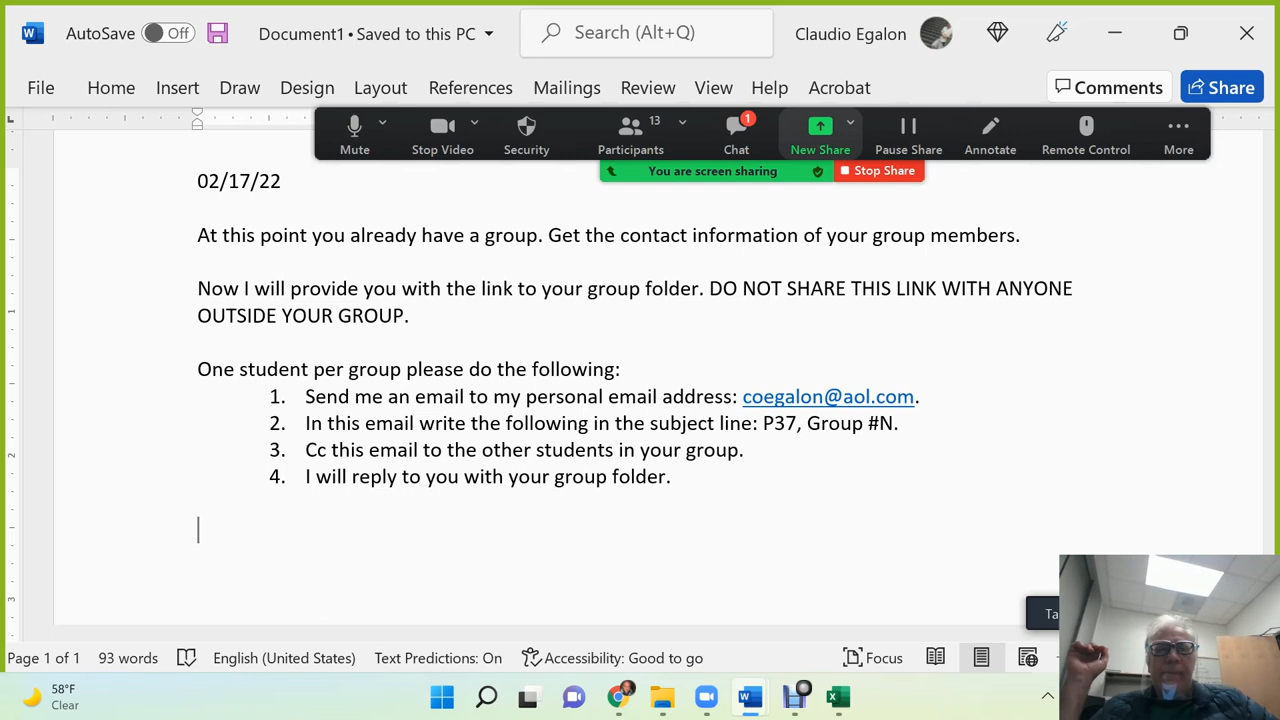 AutoSave Off Document1 • Saved to this PC Search (Alt+Q) Claudio Egalon
File Home Insert Draw Design Layout References Mailings Review View Help Acrobat Comments Share
13 1
Mute Stop Video Security Participants Chat New Share Pause Share Annotate Remote Control More
You are screen sharing Stop Share
02/17/22
At this point you already have a group. Get the contact information of your group members.
Now I will provide you with the link to your group folder. DO NOT SHARE THIS LINK WITH ANYONE
OUTSIDE YOUR GROUP.
One student per group please do the following:
1. Send me an email to my personal email address: coegalon@aol.com.
2. In this email write the following in the subject line: P37, Group #N.
3. Cc this email to the other students in your group.
4. I will reply to you with your group folder.
1
2
3
Ta
Page 1 of 1 93 words English (United States) Text Predictions: On Accessibility: Good to go Focus
58°F
Clear